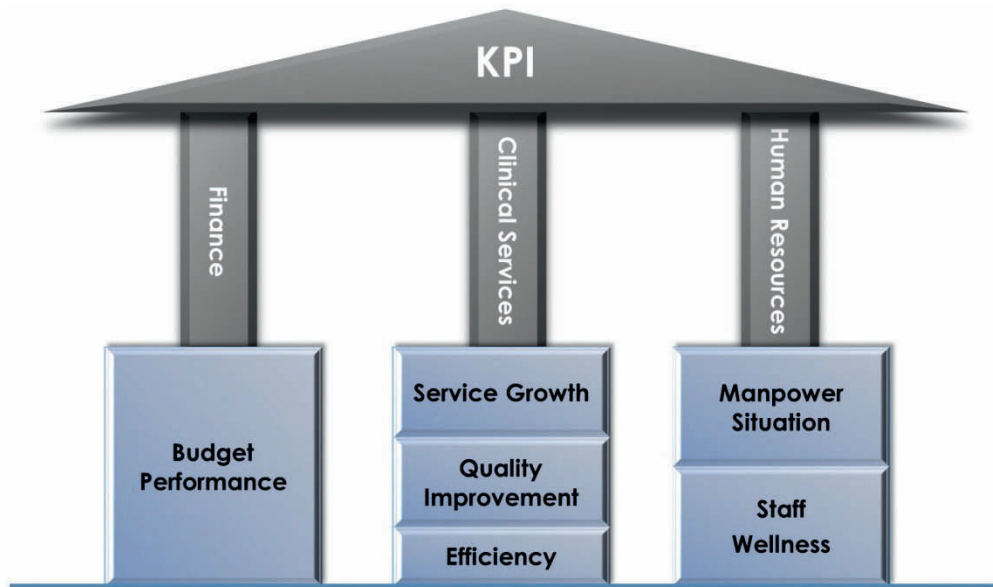 KPI
Finance
Clinical Services
Human Resources
Budget
Performance
Service Growth
Quality
Improvement
Efficiency
Manpower
Situation
Staff
Wellness